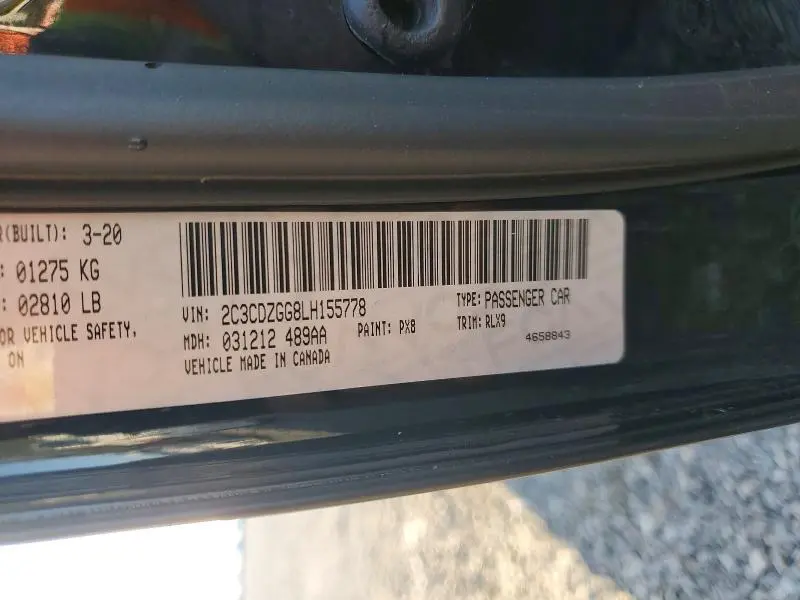 R(BUILT): 3-20
: 01275 KG
: 02810 LB
OR VEHICLE SAFETY,
ON
VIN: 2C3CDZGG8LH155778
TYPE: PASSENGER CAR
MDH: 031212 489AA
PAINT: PX8
TRIM: RLX9
VEHICLE MADE IN CANADA
4658843